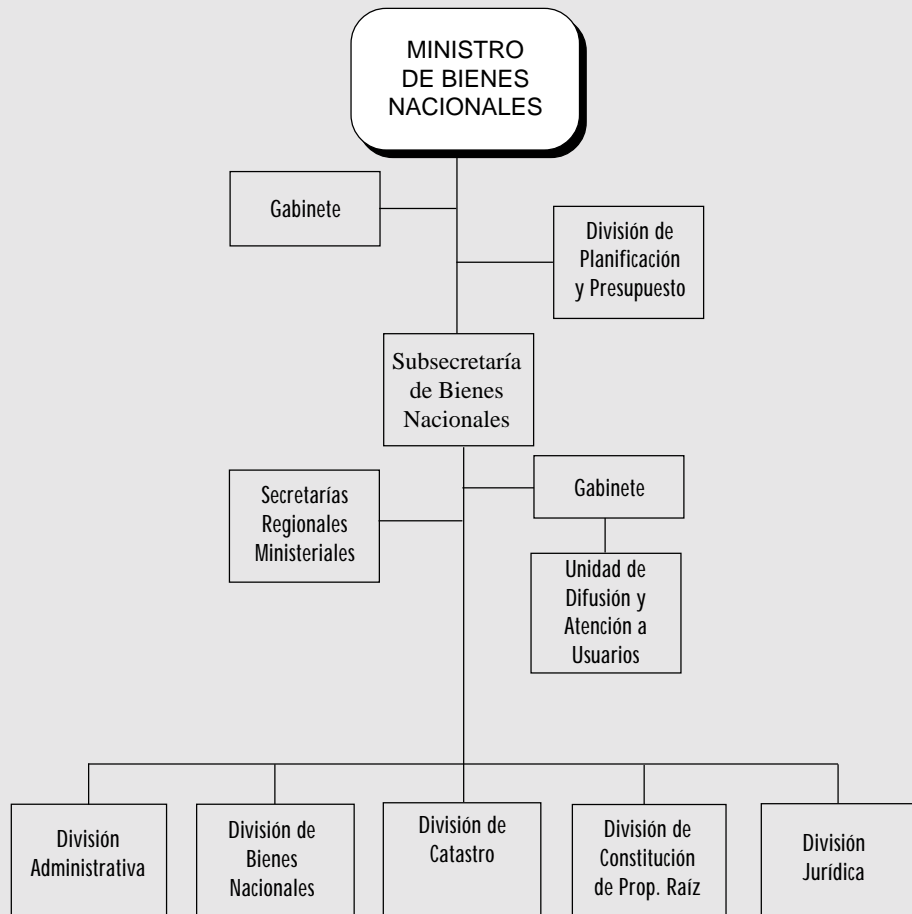 MINISTRO
DE BIENES
NACIONALES
Gabinete
División de
Planificación
y Presupuesto
Subsecretaría
de Bienes
Nacionales
Secretarías
Regionales
Ministeriales
Gabinete
Unidad de
Difusión y
Atención a
Usuarios
División
Administrativa
División de
Bienes
Nacionales
División de
Catastro
División de
Constitución
de Prop. Raíz
División
Jurídica